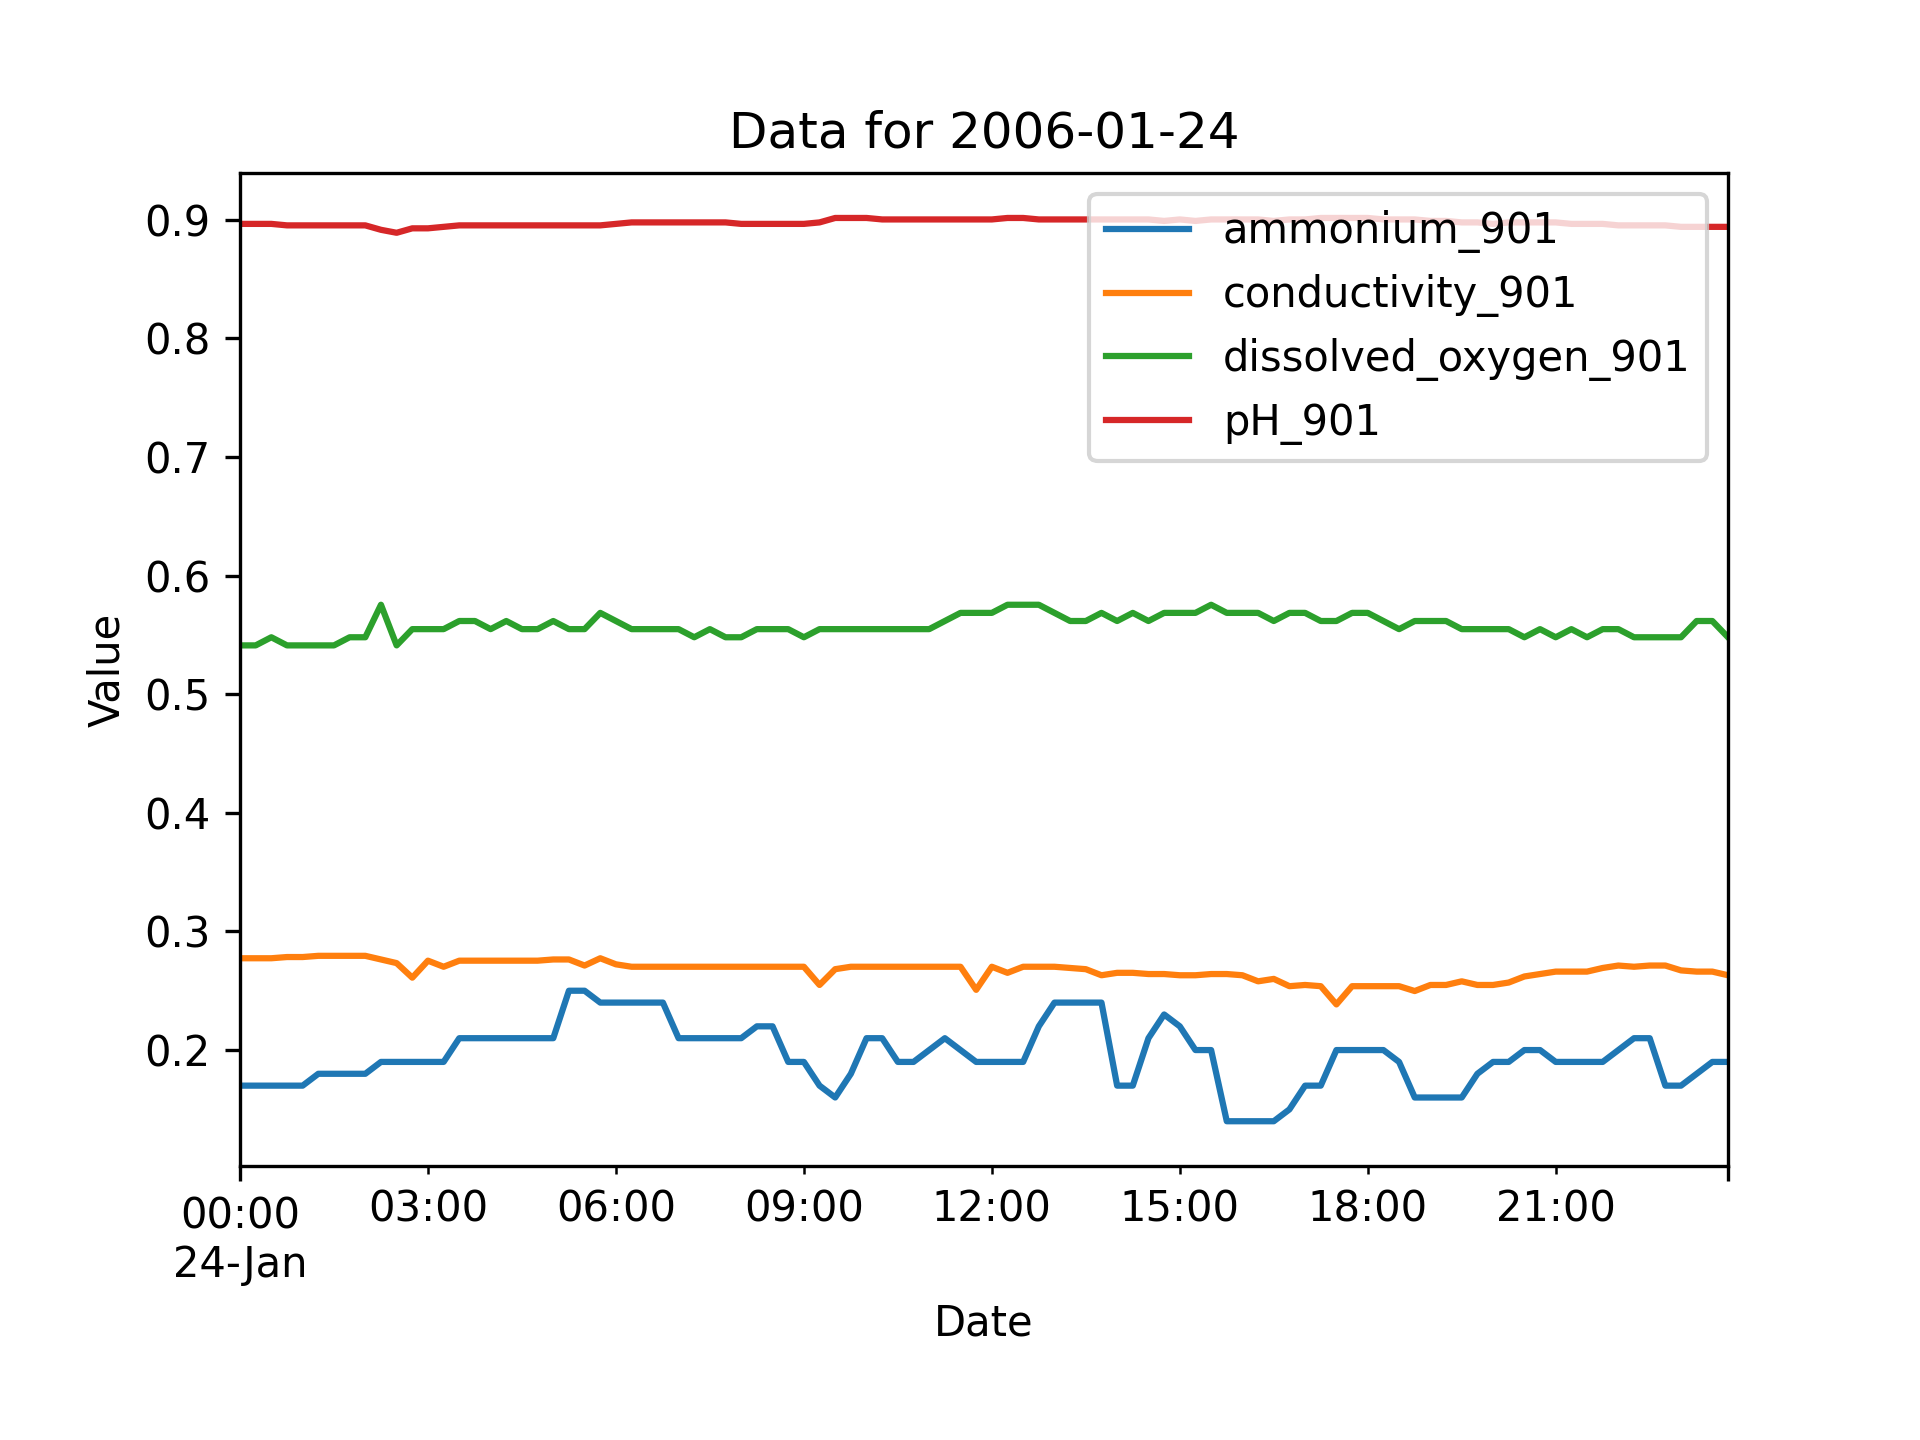 Data for 2006-01-24
0.9
0.8
0.7
0.6
0.5
0.4
0.3
0.2
Value
ammonium_901
conductivity_901
dissolved_oxygen_901
pH_901
00:00 03:00 06:00 09:00 12:00 15:00 18:00 21:00
24-Jan
Date